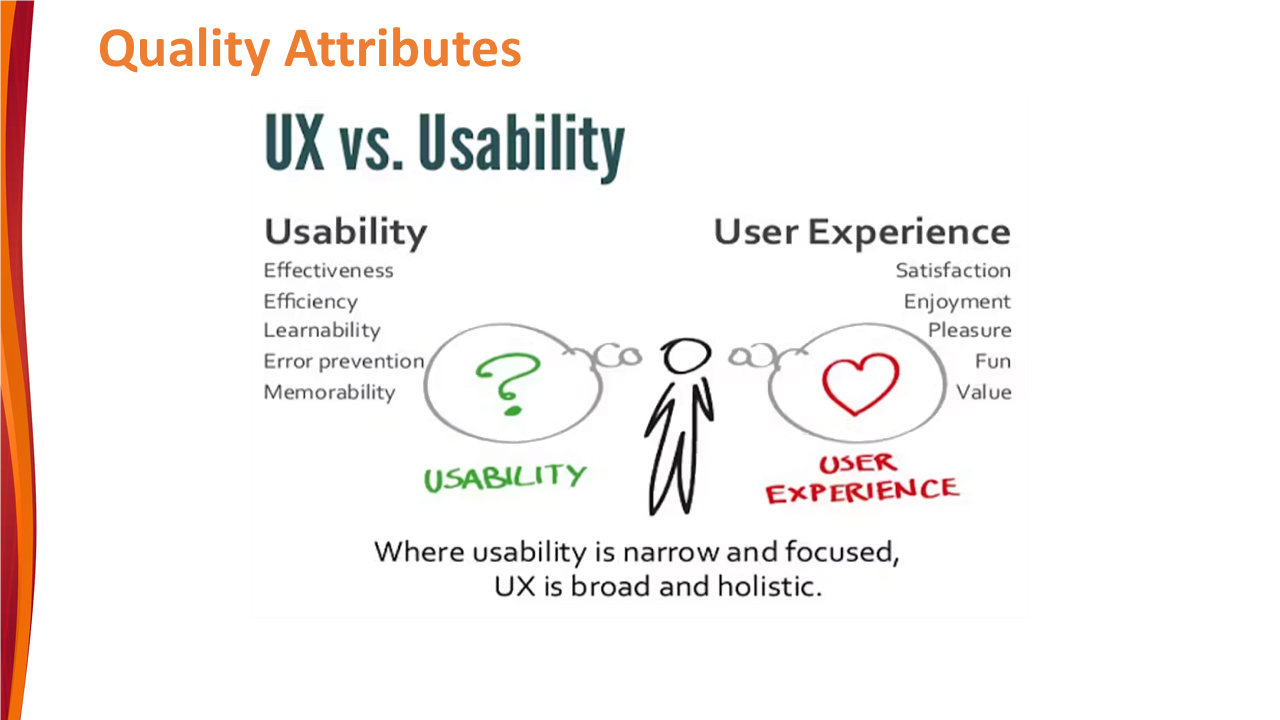 Quality Attributes
UX vs. Usability
Usability
Effectiveness
Efficiency
Learnability
Error prevention
Memorability
User Experience
Satisfaction
Enjoyment
Pleasure
Fun
Value
USABILITY
USER
EXPERIENCE
Where usability is narrow and focused,
UX is broad and holistic.